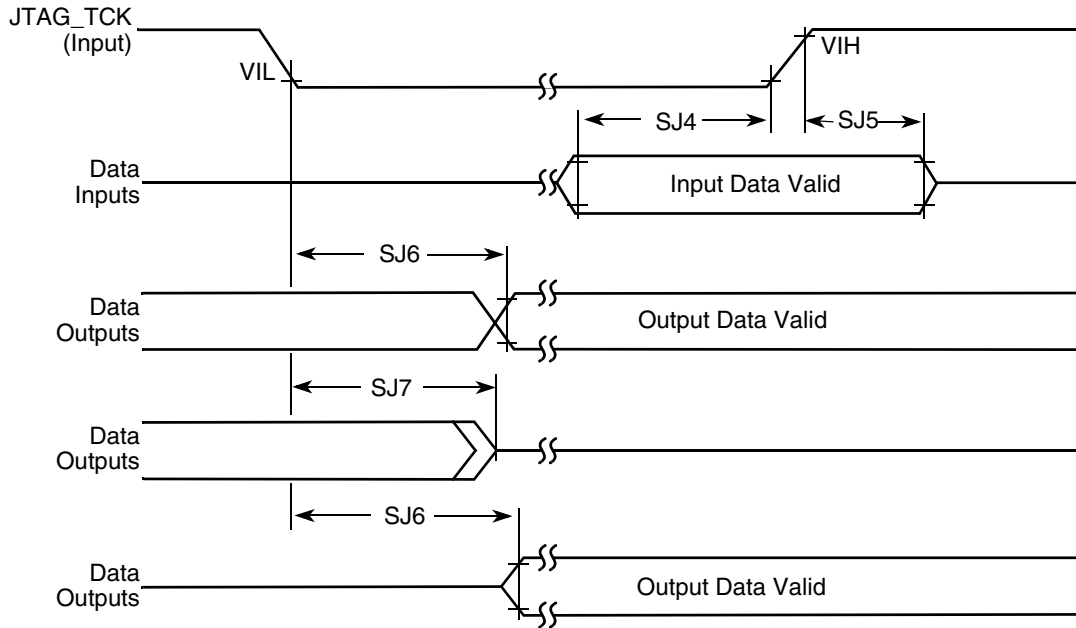 JTAG_TCK
(Input)
VIL
VIH
SJ4
SJ5
Data
Inputs
Input Data Valid
SJ6
Data
Outputs
Output Data Valid
SJ7
Data
Outputs
SJ6
Data
Outputs
Output Data Valid